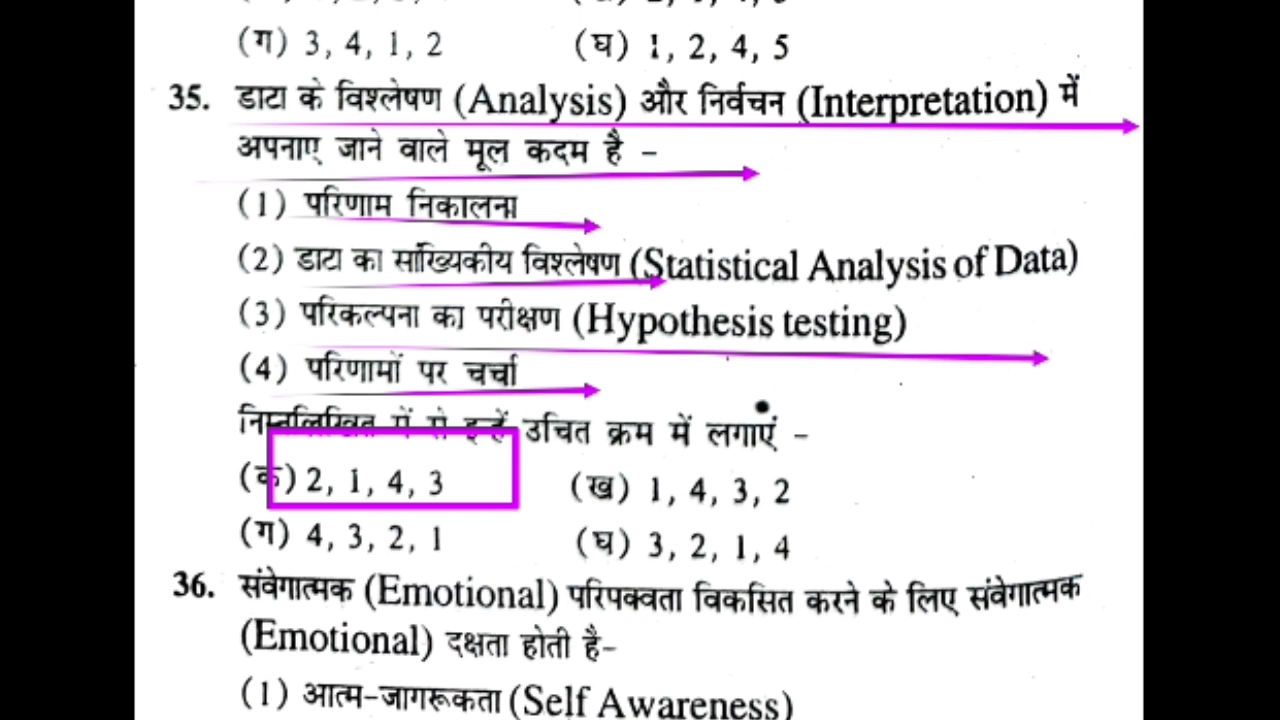 (ग) 3, 4, 1, 2 (घ) 1, 2, 4, 5
35. डाटा के विश्लेषण (Analysis) और निर्वचन (Interpretation) में
अपनाए जाने वाले मूल कदम है –
(1) परिणाम निकालना
(2) डाटा का सांख्यिकीय विश्लेषण (Statistical Analysis of Data)
(3) परिकल्पना का परीक्षण (Hypothesis testing)
(4) परिणामों पर चर्चा
निम्नलिखित में से इन्हें उचित क्रम में लगाएं –
(क) 2, 1, 4, 3 (ख) 1, 4, 3, 2
(ग) 4, 3, 2, 1 (घ) 3, 2, 1, 4
36. संवेगात्मक (Emotional) परिपक्वता विकसित करने के लिए संवेगात्मक
(Emotional) दक्षता होती है–
(1) आत्म-जागरूकता (Self Awareness)